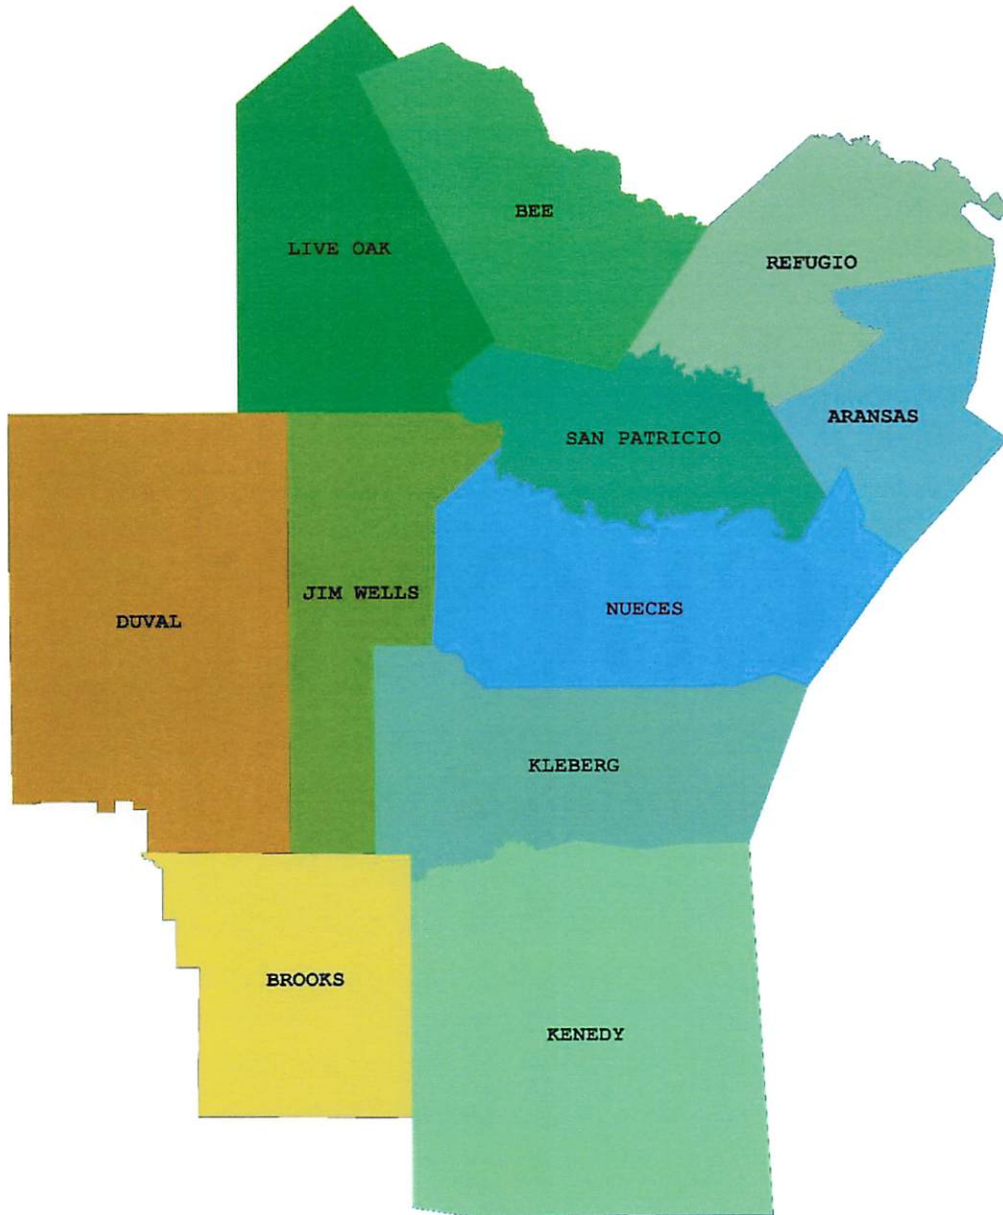 BEE
LIVE OAK
REFUGIO
ARANSAS
SAN PATRICIO
JIM WELLS
NUECES
DUVAL
KLEBERG
BROOKS
KENEDY